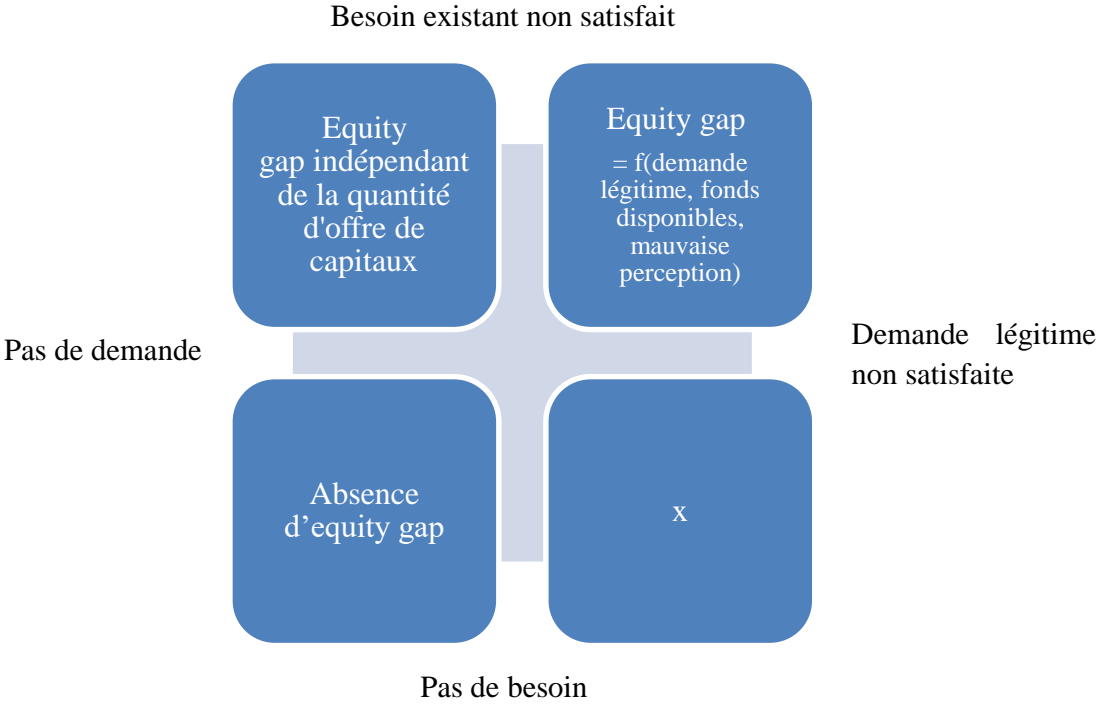 Besoin existant non satisfait
Equity
gap indépendant
de la quantité
d'offre de
capitaux
Equity gap
= f(demande
légitime, fonds
disponibles,
mauvaise
perception)
Pas de demande
Demande légitime
non satisfaite
Absence
d’equity gap
x
Pas de besoin